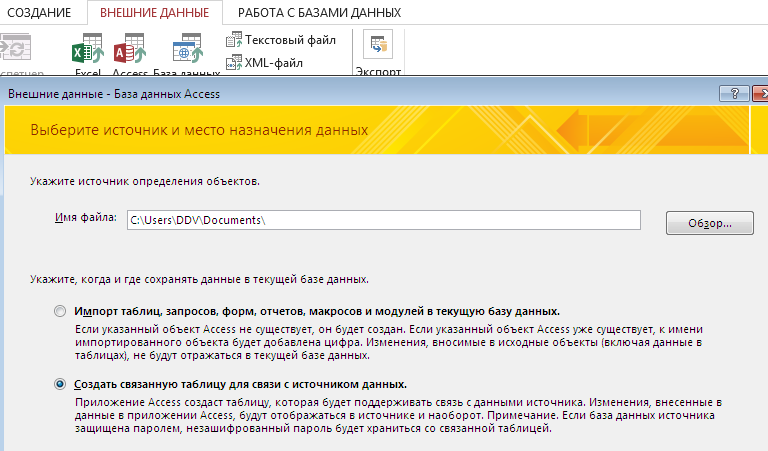 СОЗДАНИЕ ВНЕШНИЕ ДАННЫЕ РАБОТА С БАЗАМИ ДАННЫХ
Текстовый файл
XML-файл
спетчер Excel Access База данных Экспорт
Внешние данные - База данных Access ?
Выберите источник и место назначения данных
Укажите источник определения объектов.
Имя файла: C:\Users\DDV\Documents\ Обзор...
Укажите, когда и где сохранять данные в текущей базе данных.
Импорт таблиц, запросов, форм, отчетов, макросов и модулей в текущую базу данных.
Если указанный объект Access не существует, он будет создан. Если указанный объект Access уже существует, к имени
импортированного объекта будет добавлена цифра. Изменения, вносимые в исходные объекты (включая данные в
таблицах), не будут отражаться в текущей базе данных.
Создать связанную таблицу для связи с источником данных.
Приложение Access создаст таблицу, которая будет поддерживать связь с данными источника. Изменения, внесенные в
данные в приложении Access, будут отображаться в источнике и наоборот. Примечание. Если база данных источника
защищена паролем, незашифрованный пароль будет храниться со связанной таблицей.